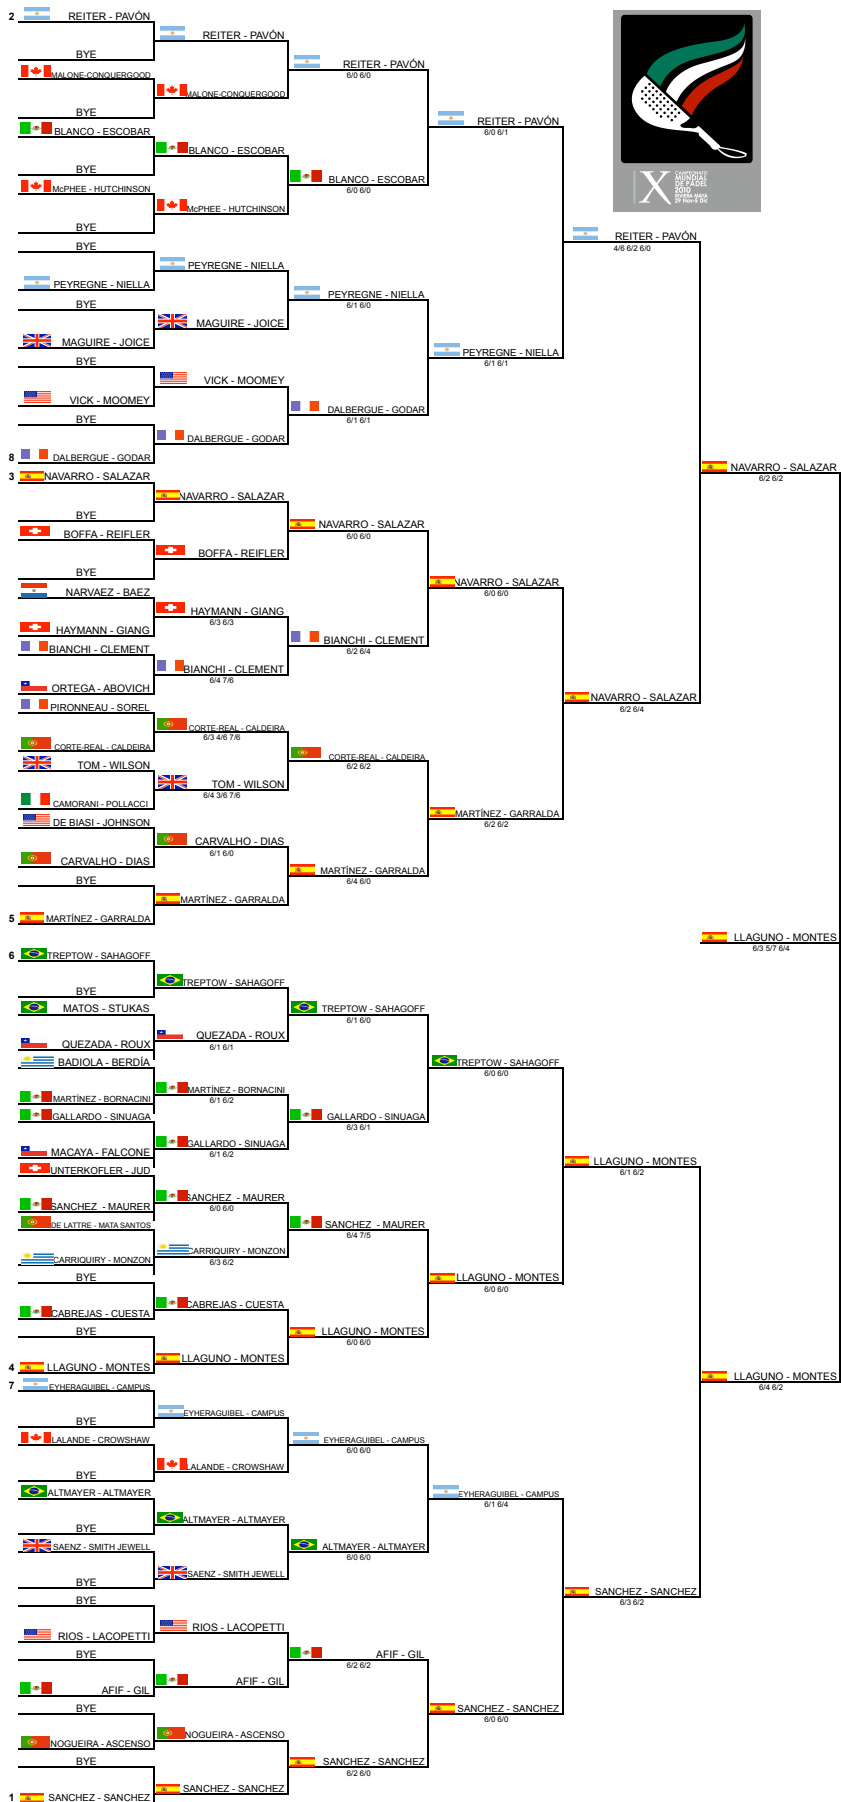 2 REITER - PAVÓN
REITER - PAVÓN
BYE
REITER - PAVÓN
6/0 6/0
MALONE-CONQUERGOOD
MALONE-CONQUERGOOD
BYE
REITER - PAVÓN
6/0 6/1
BLANCO - ESCOBAR
BLANCO - ESCOBAR
BYE
BLANCO - ESCOBAR
6/0 6/0
McPHEE - HUTCHINSON
McPHEE - HUTCHINSON
BYE
X
CAMPEONATO
MUNDIAL
DE PADEL
2010
RIVIERA MAYA
29 Nov-5 Dic
REITER - PAVÓN
4/6 6/2 6/0
BYE
PEYREGNE - NIELLA
PEYREGNE - NIELLA
PEYREGNE - NIELLA
6/1 6/0
BYE
MAGUIRE - JOICE
MAGUIRE - JOICE
PEYREGNE - NIELLA
6/1 6/1
BYE
VICK - MOOMEY
VICK - MOOMEY
DALBERGUE - GODAR
6/1 6/1
BYE
DALBERGUE - GODAR
8 DALBERGUE - GODAR
NAVARRO - SALAZAR
6/2 6/2
3 NAVARRO - SALAZAR
NAVARRO - SALAZAR
BYE
NAVARRO - SALAZAR
6/0 6/0
BOFFA - REIFLER
BOFFA - REIFLER
BYE
NAVARRO - SALAZAR
6/0 6/0
NARVAEZ - BAEZ
HAYMANN - GIANG
6/3 6/3
HAYMANN - GIANG
BIANCHI - CLEMENT
6/2 6/4
BIANCHI - CLEMENT
BIANCHI - CLEMENT
6/4 7/6
ORTEGA - ABOVICH
NAVARRO - SALAZAR
6/2 6/4
PIRONNEAU - SOREL
CORTE-REAL - CALDEIRA
6/3 4/6 7/6
CORTE-REAL - CALDEIRA
CORTE-REAL - CALDEIRA
6/2 6/2
TOM - WILSON
TOM - WILSON
6/4 3/6 7/6
CAMORANI - POLLACCI
MARTÍNEZ - GARRALDA
6/2 6/2
DE BIASI - JOHNSON
CARVALHO - DIAS
6/1 6/0
CARVALHO - DIAS
MARTÍNEZ - GARRALDA
6/4 6/0
BYE
MARTÍNEZ - GARRALDA
5 MARTÍNEZ - GARRALDA
LLAGUNO - MONTES
6/3 5/7 6/4
6 TREPTOW - SAHAGOFF
TREPTOW - SAHAGOFF
BYE
TREPTOW - SAHAGOFF
6/1 6/0
MATOS - STUKAS
QUEZADA - ROUX
6/1 6/1
QUEZADA - ROUX
TREPTOW - SAHAGOFF
6/0 6/0
BADIOLA - BERDÍA
MARTÍNEZ - BORNACINI
6/1 6/2
MARTÍNEZ - BORNACINI
GALLARDO - SINUAGA
6/3 6/1
GALLARDO - SINUAGA
GALLARDO - SINUAGA
6/1 6/2
MACAYA - FALCONE
LLAGUNO - MONTES
6/1 6/2
UNTERKOFLER - JUD
SANCHEZ - MAURER
6/0 6/0
SANCHEZ - MAURER
SANCHEZ - MAURER
6/4 7/5
DE LATTRE - MATA SANTOS
CARRIQUIRY - MONZON
6/3 6/2
CARRIQUIRY - MONZON
LLAGUNO - MONTES
6/0 6/0
BYE
CABREJAS - CUESTA
CABREJAS - CUESTA
LLAGUNO - MONTES
6/0 6/0
BYE
LLAGUNO - MONTES
4 LLAGUNO - MONTES
LLAGUNO - MONTES
6/4 6/2
7 EYHERAGUIBEL - CAMPUS
EYHERAGUIBEL - CAMPUS
BYE
EYHERAGUIBEL - CAMPUS
6/0 6/0
LALANDE - CROWSHAW
LALANDE - CROWSHAW
BYE
EYHERAGUIBEL - CAMPUS
6/1 6/4
ALTMAYER - ALTMAYER
ALTMAYER - ALTMAYER
BYE
ALTMAYER - ALTMAYER
6/0 6/0
SAENZ - SMITH JEWELL
SAENZ - SMITH JEWELL
BYE
SANCHEZ - SANCHEZ
6/3 6/2
BYE
RIOS - LACOPETTI
RIOS - LACOPETTI
AFIF - GIL
6/2 6/2
BYE
AFIF - GIL
AFIF - GIL
SANCHEZ - SANCHEZ
6/0 6/0
BYE
NOGUEIRA - ASCENSO
NOGUEIRA - ASCENSO
SANCHEZ - SANCHEZ
6/2 6/0
BYE
SANCHEZ - SANCHEZ
1 SANCHEZ - SANCHEZ